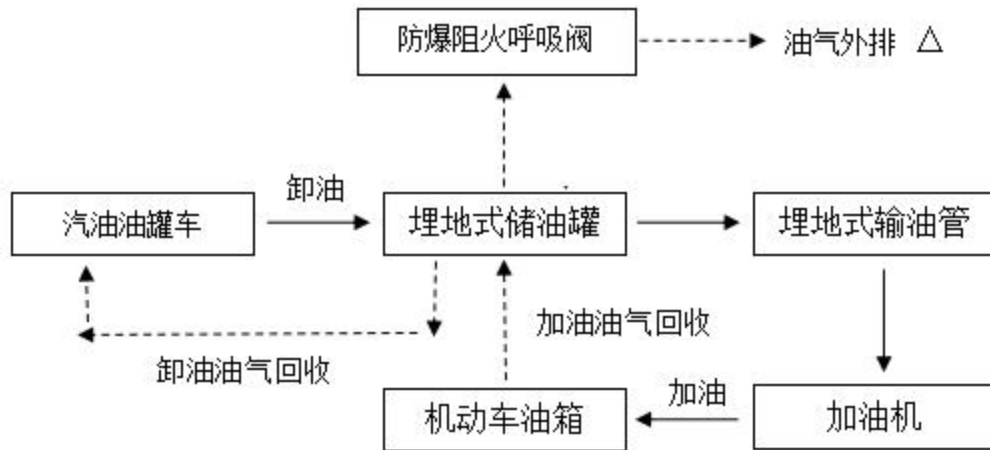 防爆阻火呼吸阀
油气外排 △
卸油
汽油油罐车
埋地式储油罐
埋地式输油管
加油油气回收
卸油油气回收
加油
机动车油箱
加油机